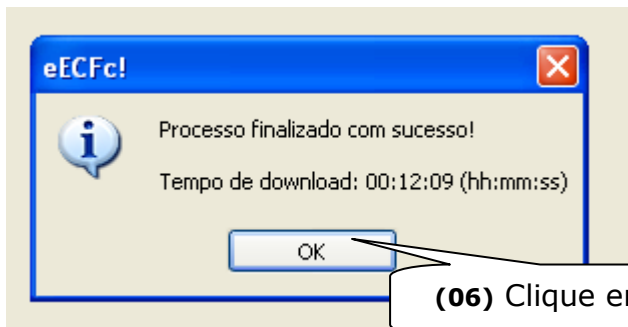 eECFc!
Processo finalizado com sucesso!
Tempo de download: 00:12:09 (hh:mm:ss)
OK
(06) Clique